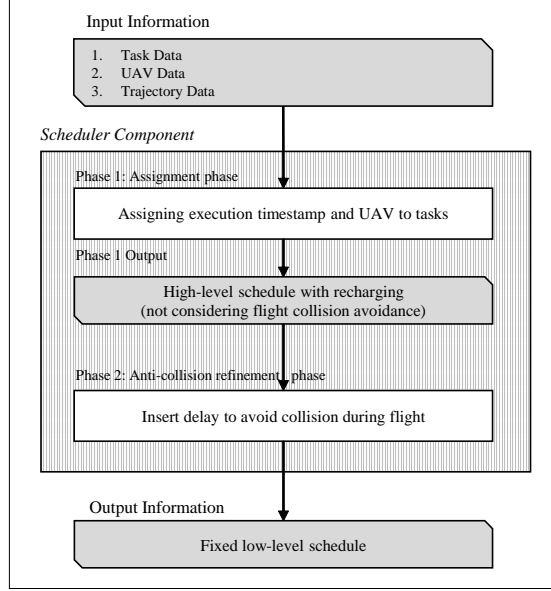 Input Information
1. Task Data
2. UAV Data
3. Trajectory Data
Scheduler Component
Phase 1: Assignment phase
Assigning execution timestamp and UAV to tasks
Phase 1 Output
High-level schedule with recharging
(not considering flight collision avoidance)
Phase 2: Anti-collision refinement phase
Insert delay to avoid collision during flight
Output Information
Fixed low-level schedule